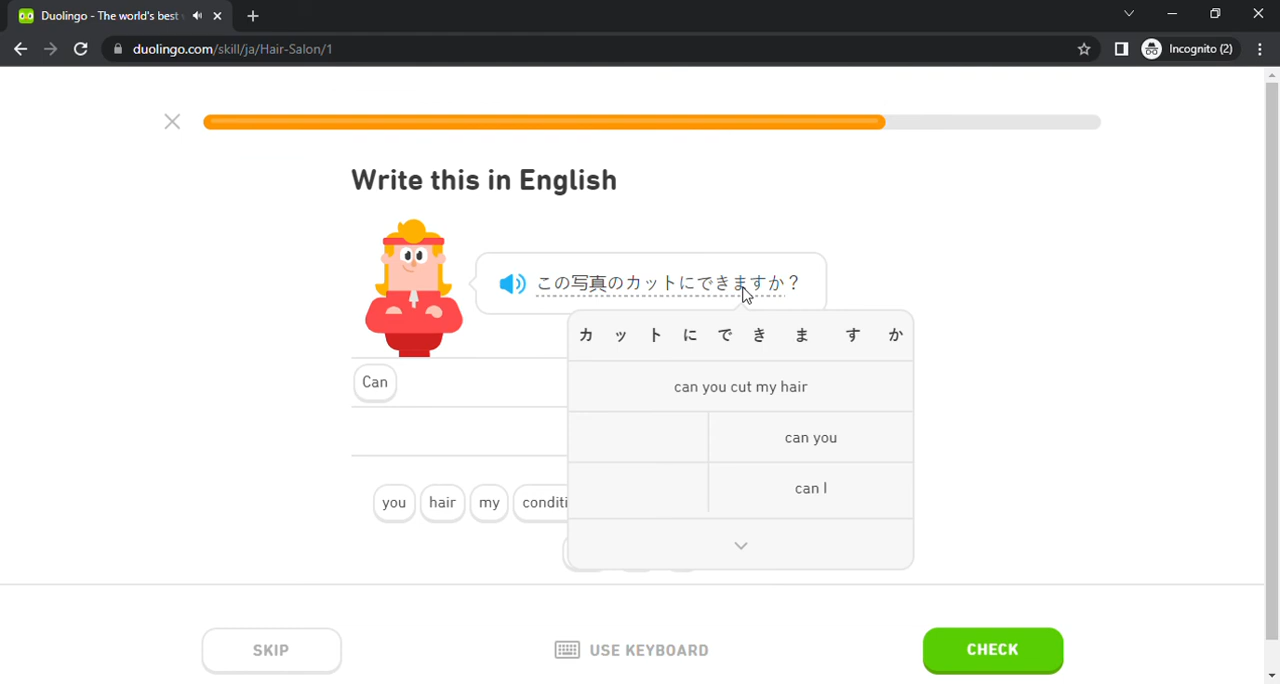 Duolingo - The world's best
duolingo.com/skill/ja/Hair-Salon/1
Incognito (2)
Write this in English
この写真のカットにできますか？
カットにできますか
can you cut my hair
Can
can you
can I
you hair my conditi
SKIP
USE KEYBOARD
CHECK